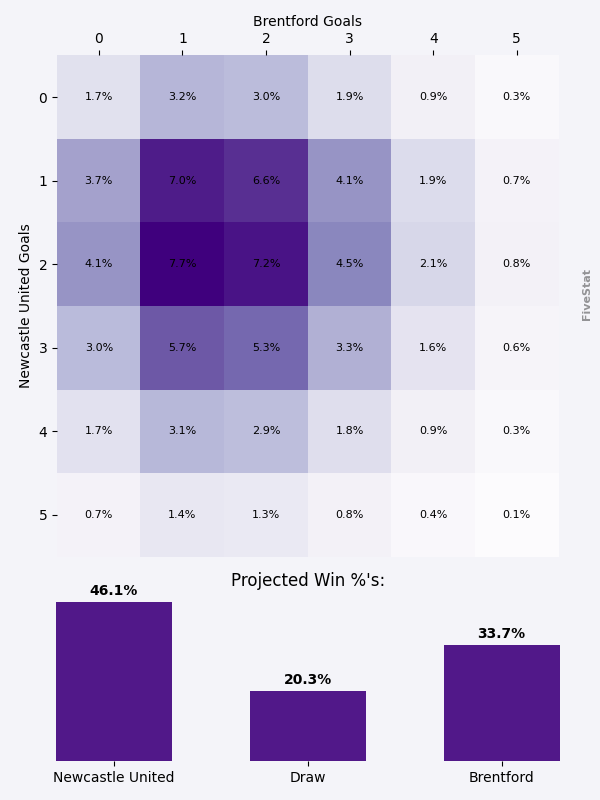 Brentford Goals
0 1 2 3 4 5
Newcastle United Goals
0 1.7% 3.2% 3.0% 1.9% 0.9% 0.3%
1 3.7% 7.0% 6.6% 4.1% 1.9% 0.7%
2 4.1% 7.7% 7.2% 4.5% 2.1% 0.8%
3 3.0% 5.7% 5.3% 3.3% 1.6% 0.6%
4 1.7% 3.1% 2.9% 1.8% 0.9% 0.3%
5 0.7% 1.4% 1.3% 0.8% 0.4% 0.1%
FiveStat
Projected Win %'s:
46.1% 20.3% 33.7%
Newcastle United Draw Brentford